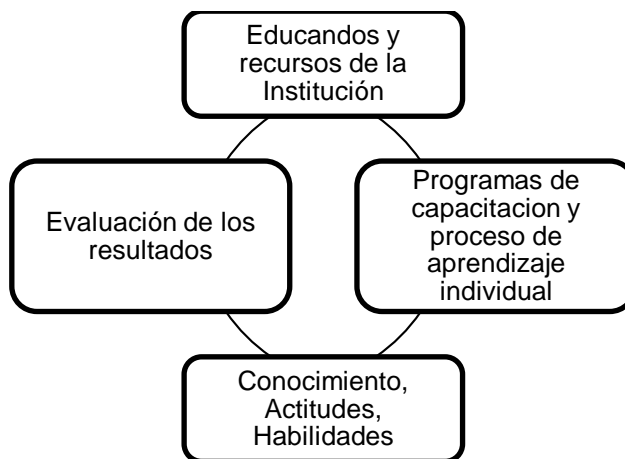 Educandos y
recursos de la
Institución
Evaluación de los
resultados
Programas de
capacitacion y
proceso de
aprendizaje
individual
Conocimiento,
Actitudes,
Habilidades